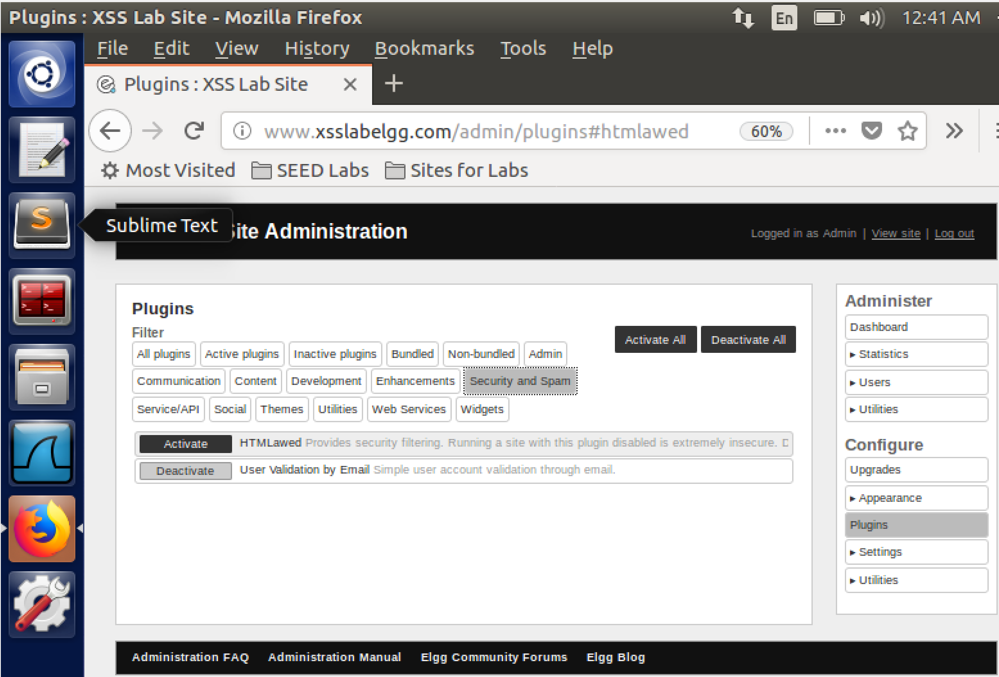 Plugins : XSS Lab Site - Mozilla Firefox En 12:41 AM
File Edit View History Bookmarks Tools Help
Plugins : XSS Lab Site
www.xsslabelgg.com/admin/plugins#htmlawed 60%
Most Visited SEED Labs Sites for Labs
Sublime Text
Site Administration
Logged in as Admin | View site | Log out
Plugins
Filter
Activate All Deactivate All
All plugins Active plugins Inactive plugins Bundled Non-bundled Admin
Communication Content Development Enhancements Security and Spam
Service/API Social Themes Utilities Web Services Widgets
Activate HTMLawed Provides security filtering. Running a site with this plugin disabled is extremely insecure. D
Deactivate User Validation by Email Simple user account validation through email.
Administer
Dashboard
Statistics
Users
Utilities
Configure
Upgrades
Appearance
Plugins
Settings
Utilities
Administration FAQ Administration Manual Elgg Community Forums Elgg Blog